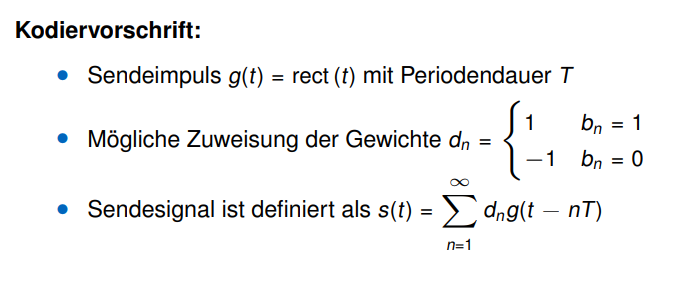 Kodiervorschrift:
• Sendeimpuls g(t) = rect (t) mit Periodendauer T
• Mögliche Zuweisung der Gewichte dₙ = { 1 bₙ = 1
−1 bₙ = 0
• Sendesignal ist definiert als s(t) = ∑_{n=1}^{∞} dₙg(t − nT)